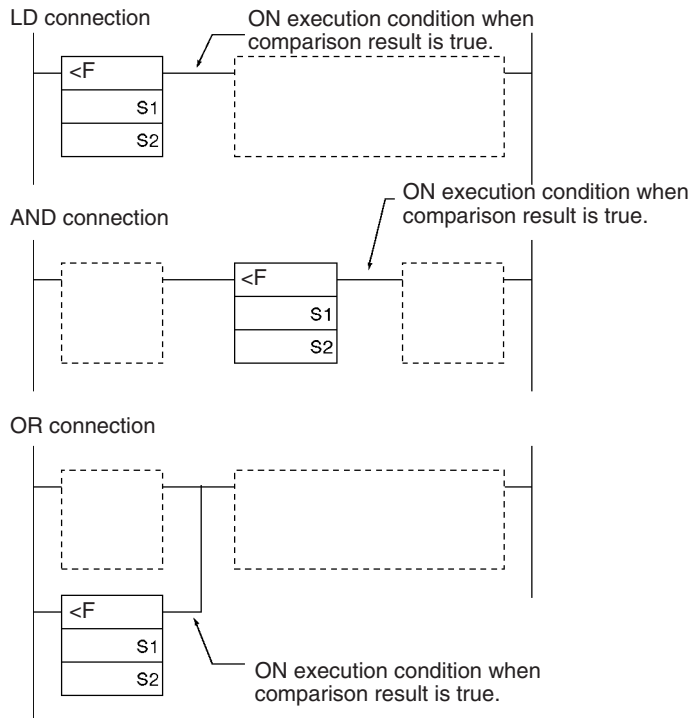 LD connection
ON execution condition when
comparison result is true.
<F
S1
S2
AND connection
ON execution condition when
comparison result is true.
<F
S1
S2
OR connection
<F
S1
S2
ON execution condition when
comparison result is true.